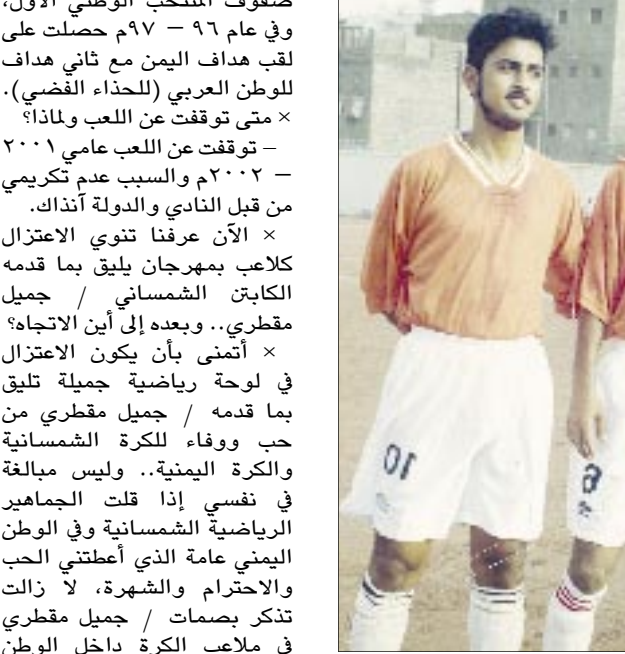 صفوف المنتخب الوطني الأول،
وفي عام ٩٦ – ٩٧م حصلت على
لقب هداف اليمن مع ثاني هداف
للوطن العربي (للحذاء الفضي).
× متى توقفت عن اللعب ولماذا؟
– توقفت عن اللعب عامي ٢٠٠١
– ٢٠٠٢م والسبب عدم تكريمي
من قبل النادي والدولة آنذاك.
× الآن عرفنا تنوي الاعتزال
كلاعب بمهرجان يليق بما قدمه
الكابتن الشمساني / جميل
مقطري.. وبعده إلى أين الاتجاه؟
× أتمنى بأن يكون الاعتزال
في لوحة رياضية جميلة تليق
بما قدمه / جميل مقطري من
حب ووفاء للكرة الشمسانية
والكرة اليمنية.. وليس مبالغة
في نفسي إذا قلت الجماهير
الرياضية الشمسانية وفي الوطن
اليمني عامة الذي أعطتني الحب
والاحترام والشهرة، لا زالت
تذكر بصمات / جميل مقطري
في ملاعب الكرة داخل الوطن
10
6